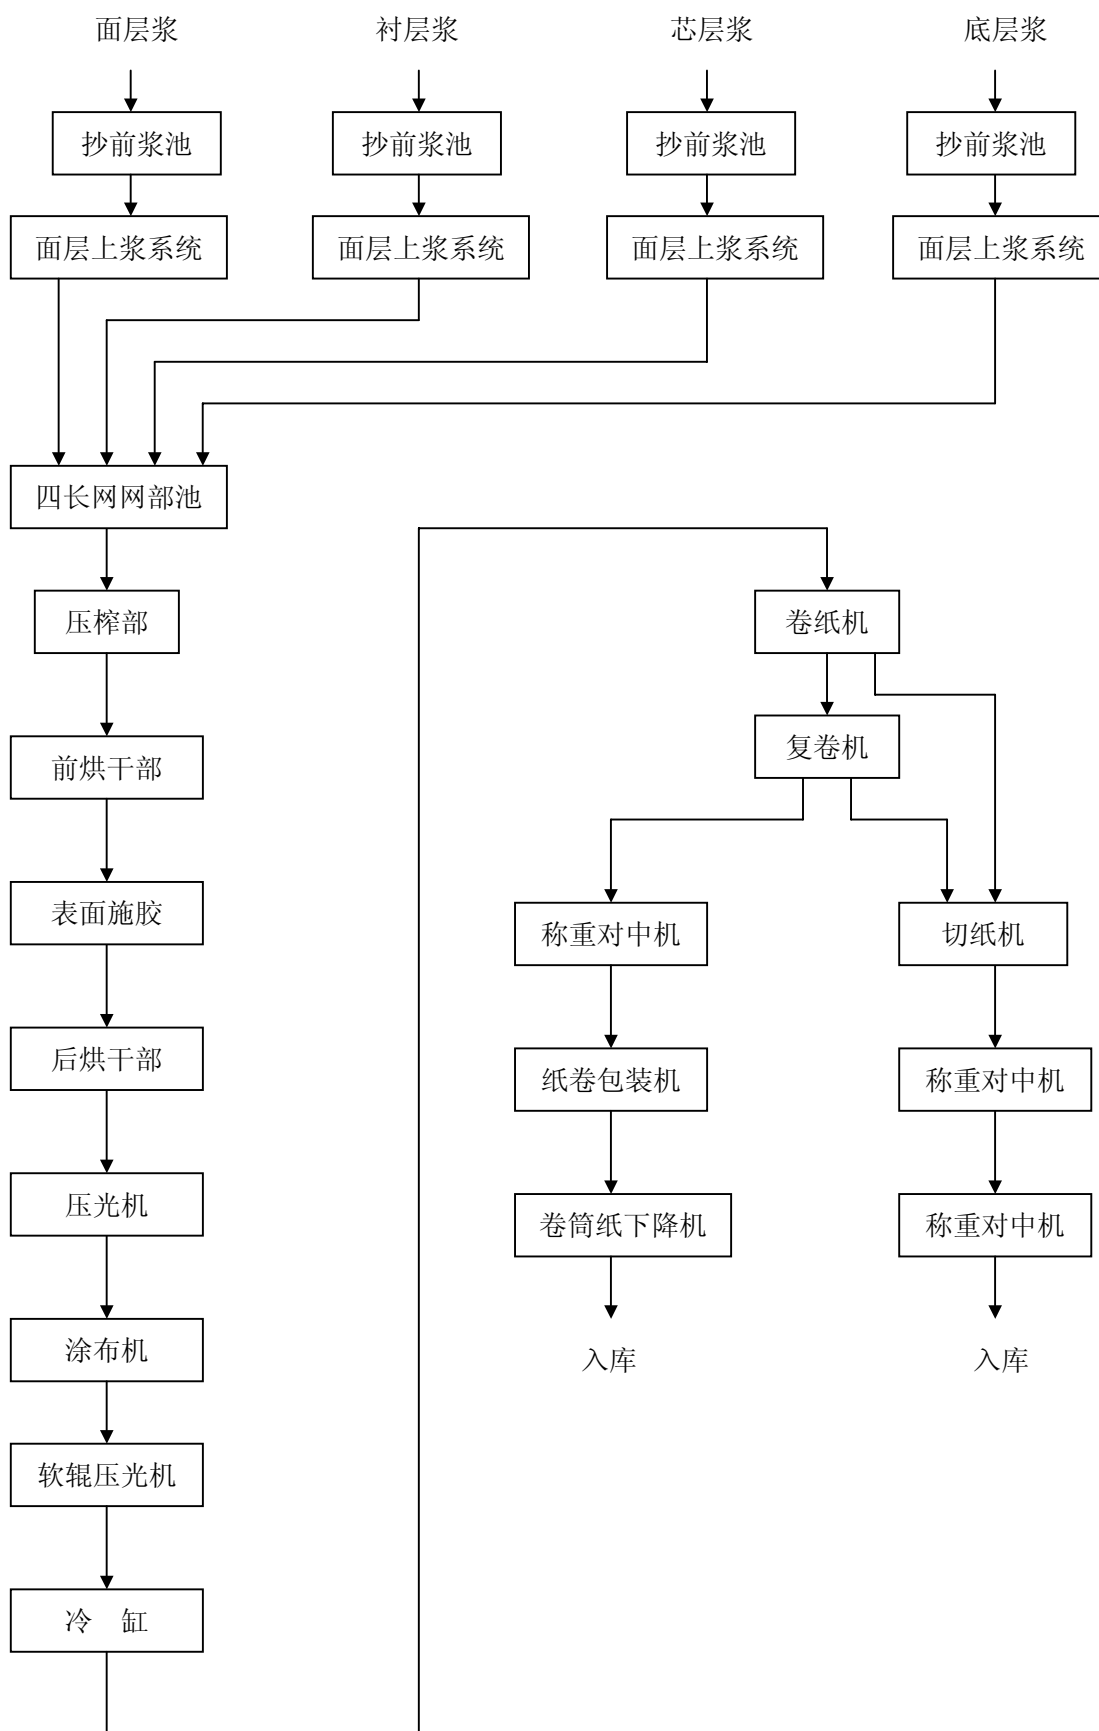 面层浆
衬层浆
芯层浆
底层浆
抄前浆池
抄前浆池
抄前浆池
抄前浆池
面层上浆系统
面层上浆系统
面层上浆系统
面层上浆系统
四长网网部池
压榨部
前烘干部
表面施胶
后烘干部
压光机
涂布机
软辊压光机
冷 缸
卷纸机
复卷机
称重对中机
纸卷包装机
卷筒纸下降机
入库
切纸机
称重对中机
称重对中机
入库